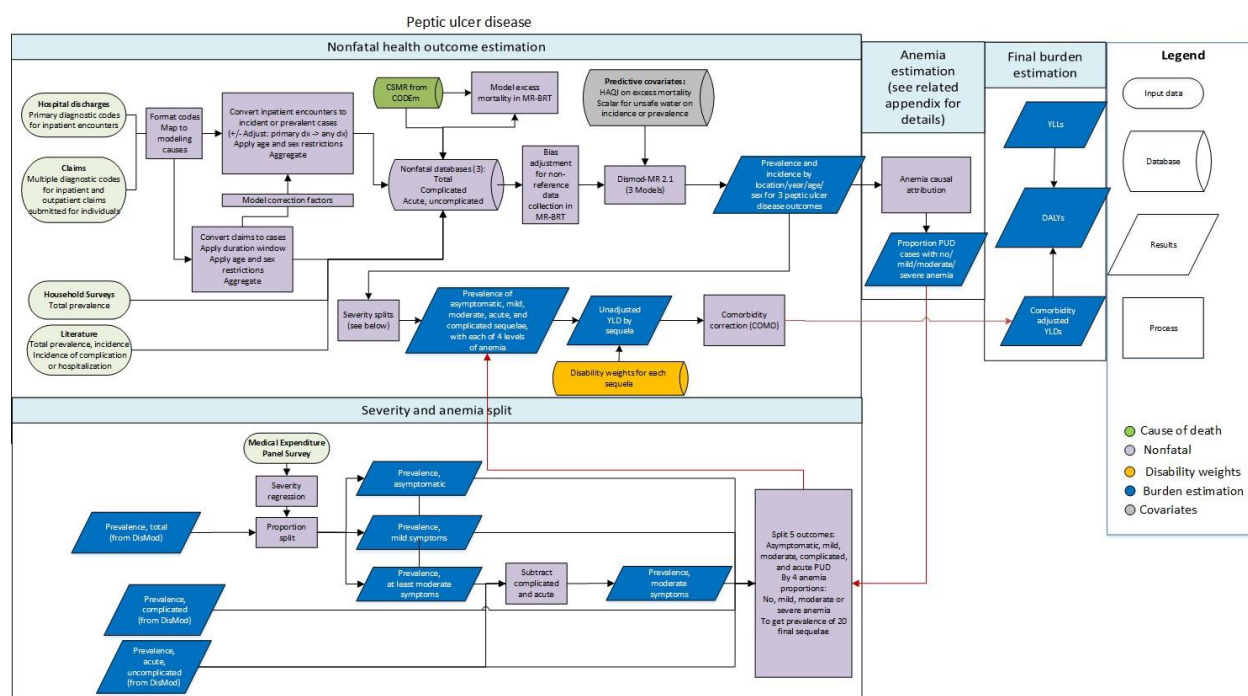 Peptic ulcer disease
Nonfatal health outcome estimation
Hospital discharges
Primary diagnostic codes
for inpatient encounters
Claims
Multiple diagnostic codes
for inpatient and
outpatient claims
submitted for individuals
Format codes
Map to
modeling
causes
Convert inpatient encounters to
incident or prevalent cases
(+/- Adjust: primary dx -> any dx)
Apply age and sex restrictions
Aggregate
Model correction factors
Convert claims to cases
Apply duration window
Apply age and sex
restrictions
Aggregate
CSMR from
CODEm
Model excess
mortality in MR-BRT
Predictive covariates:
HAQI on excess mortality
Scalar for unsafe water on
incidence or prevalence
Nonfatal databases (3):
Total
Complicated
Acute, uncomplicated
Bias
adjustment
for non-
reference
data
collection in
MR-BRT
Dismod-MR 2.1
(3 Models)
Prevalence and
incidence by
location/year/age/
sex for 3 peptic ulcer
disease outcomes
Household Surveys
Total prevalence
Literature
Total prevalence, incidence
Incidence of complication
or hospitalization
Severity splits
(see below)
Prevalence of
asymptomatic, mild,
moderate, acute, and
complicated sequelae,
with each of 4 levels
of anemia
Unadjusted
YLD by
sequela
Comorbidity
correction (COMO)
Disability weights for each
sequela
Anemia
estimation
(see related
appendix for
details)
Anemia causal
attribution
Proportion PUD
cases with no/
mild/moderate/
severe anemia
Final burden
estimation
YLLs
DALYs
Comorbidity
adjusted
YLDs
Legend
Input data
Database
Results
Process
Cause of death
Nonfatal
Disability weights
Burden estimation
Covariates
Severity and anemia split
Medical Expenditure
Panel Survey
Severity
regression
Prevalence, total
(from DisMod)
Proportion
split
Prevalence,
asymptomatic
Prevalence,
mild symptoms
Prevalence,
at least moderate
symptoms
Subtract
complicated
and acute
Prevalence,
moderate
symptoms
Prevalence,
complicated
(from DisMod)
Prevalence,
acute,
uncomplicated
(from DisMod)
Split 5 outcomes:
Asymptomatic, mild,
moderate, complicated,
and acute PUD
By 4 anemia
proportions:
No, mild, moderate or
severe anemia
To get prevalence of 20
final sequelae